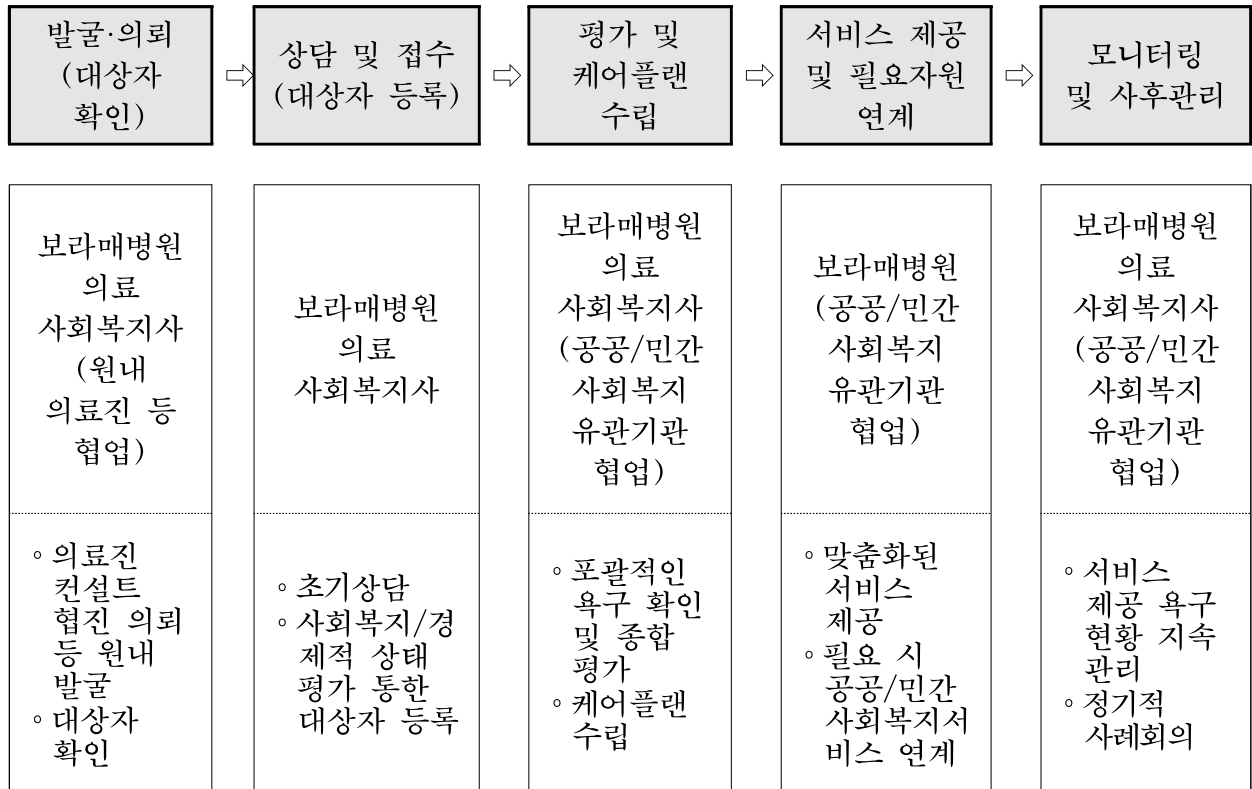 발굴·의뢰
(대상자
확인)
⇨
상담 및 접수
(대상자 등록)
⇨
평가 및
케어플랜
수립
⇨
서비스 제공
및 필요자원
연계
⇨
모니터링
및 사후관리
보라매병원
의료
사회복지사
(원내
의료진 등
협업)
보라매병원
의료
사회복지사
보라매병원
의료
사회복지사
(공공/민간
사회복지
유관기관
협업)
보라매병원
(공공/민간
사회복지
유관기관
협업)
보라매병원
의료
사회복지사
(공공/민간
사회복지
유관기관
협업)
◦의료진
컨설트
협진 의뢰
등 원내
발굴
◦대상자
확인
◦초기상담
◦사회복지/경
제적 상태
평가 통한
대상자 등록
◦포괄적인
욕구 확인
및 종합
평가
◦케어플랜
수립
◦맞춤화된
서비스
제공
◦필요 시
공공/민간
사회복지서
비스 연계
◦서비스
제공 욕구
현황 지속
관리
◦정기적
사례회의